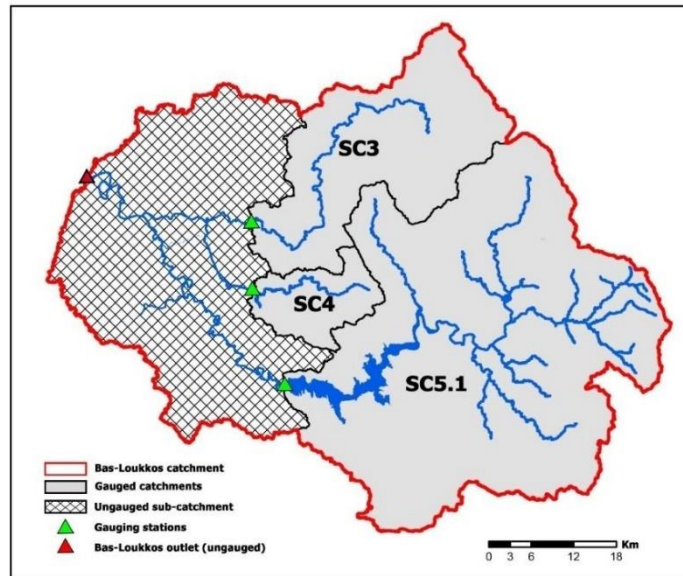 SC3
SC4
SC5.1
Bas-Loukkos catchment
Gauged catchments
Ungauged sub-catchment
Gauging stations
Bas-Loukkos outlet (ungauged)
Km
0 3 6 12 18